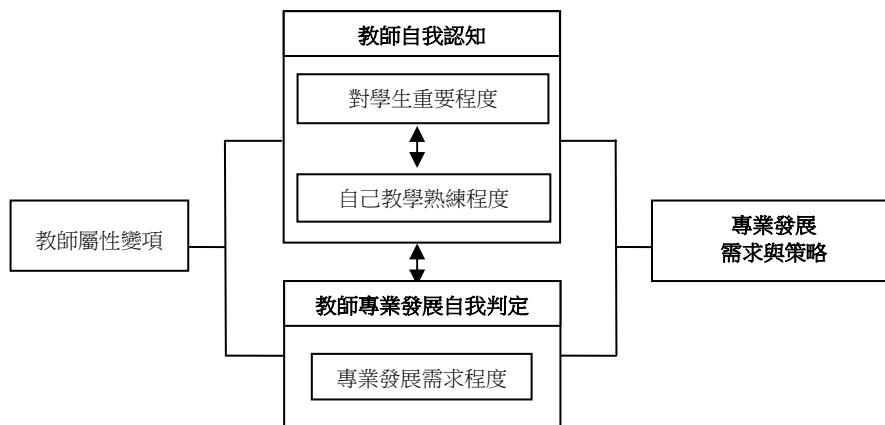 教師自我認知
對學生重要程度
自己教學熟練程度
教師屬性變項
專業發展
需求與策略
教師專業發展自我判定
專業發展需求程度